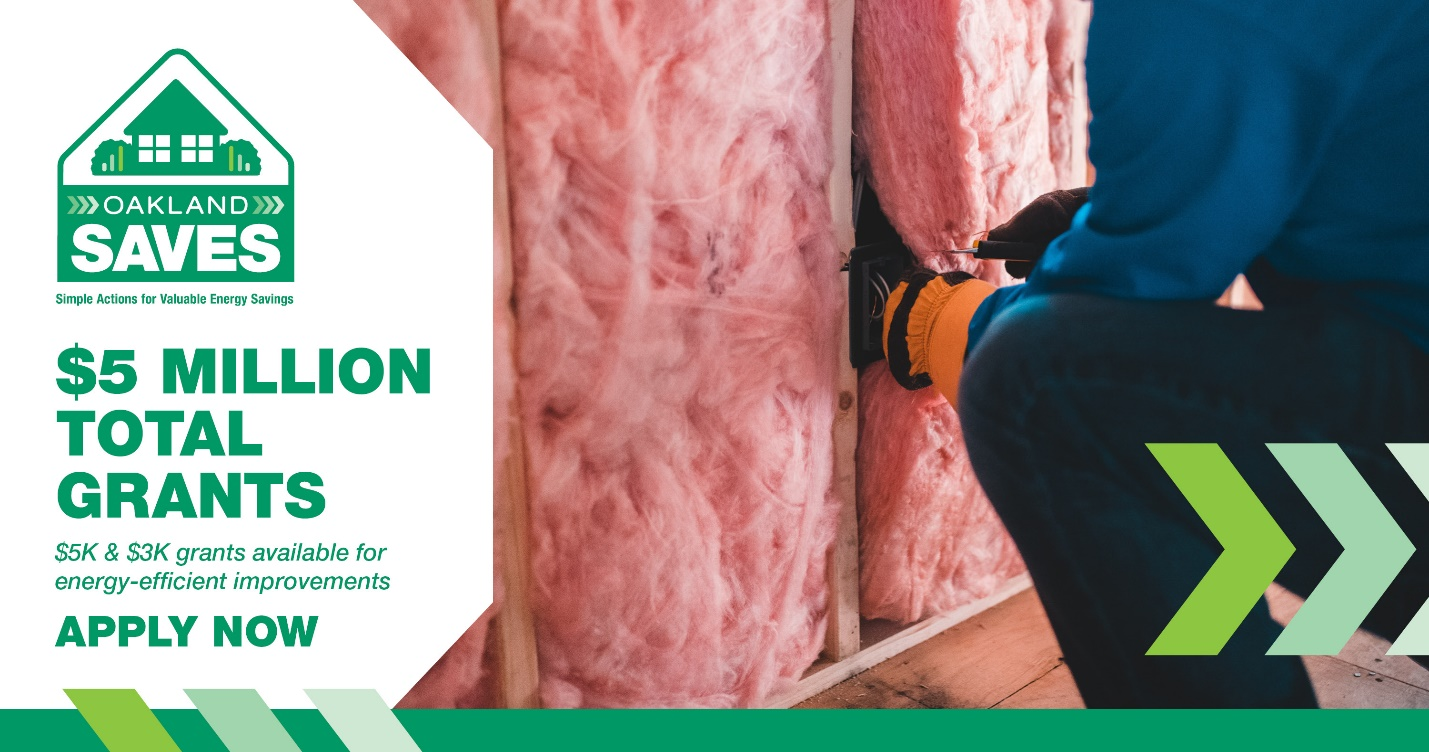 OAKLAND
SAVES
Simple Actions for Valuable Energy Savings
$5 MILLION
TOTAL
GRANTS
$5K & $3K grants available for
energy-efficient improvements
APPLY NOW